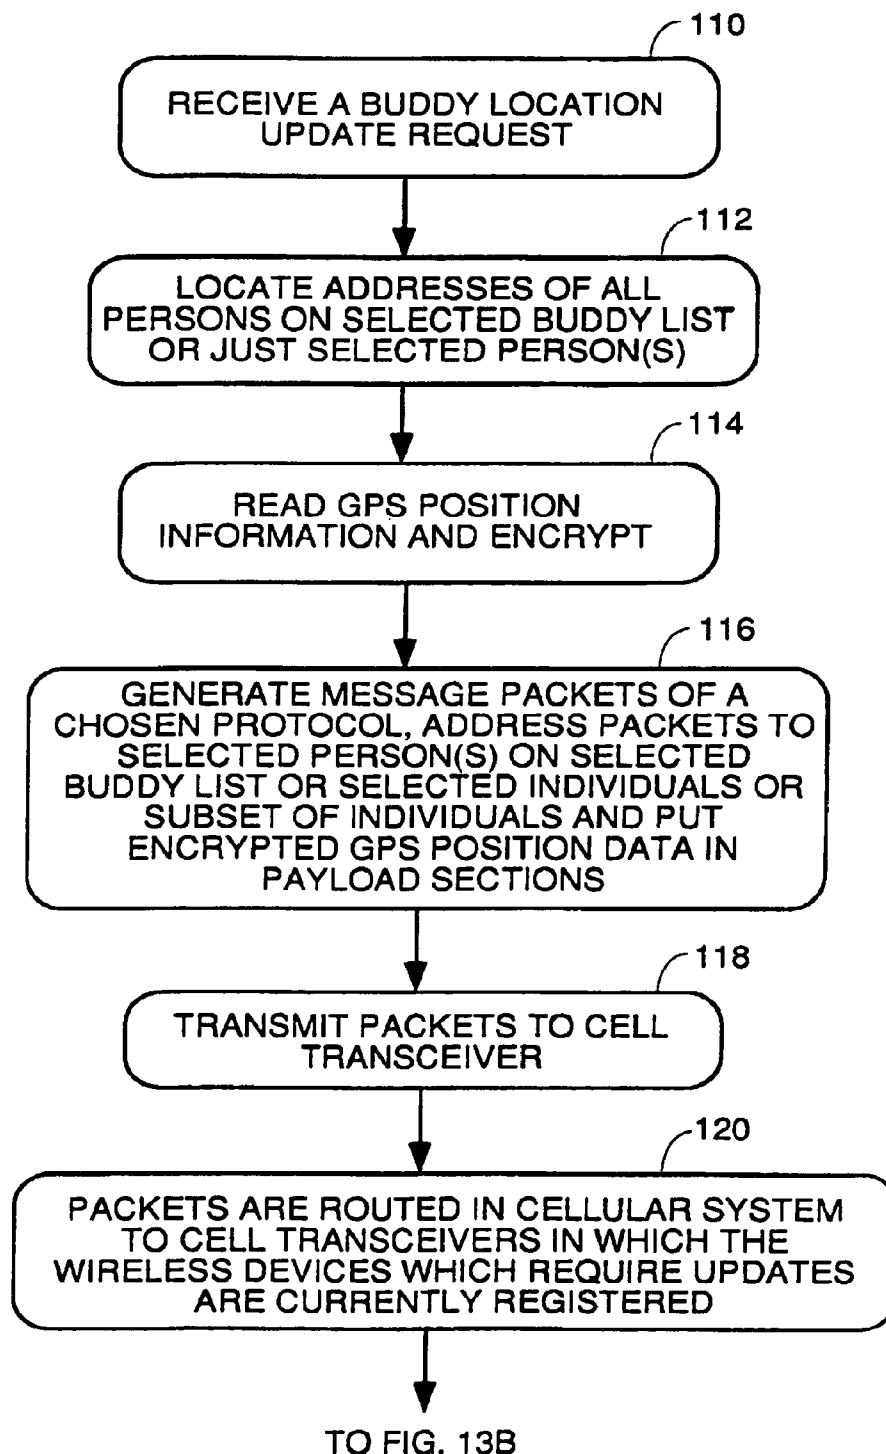 110
RECEIVE A BUDDY LOCATION
UPDATE REQUEST
112
LOCATE ADDRESSES OF ALL
PERSONS ON SELECTED BUDDY LIST
OR JUST SELECTED PERSON(S)
114
READ GPS POSITION
INFORMATION AND ENCRYPT
116
GENERATE MESSAGE PACKETS OF A
CHOSEN PROTOCOL, ADDRESS PACKETS TO
SELECTED PERSON(S) ON SELECTED
BUDDY LIST OR SELECTED INDIVIDUALS OR
SUBSET OF INDIVIDUALS AND PUT
ENCRYPTED GPS POSITION DATA IN
PAYLOAD SECTIONS
118
TRANSMIT PACKETS TO CELL
TRANSCEIVER
120
PACKETS ARE ROUTED IN CELLULAR SYSTEM
TO CELL TRANSCEIVERS IN WHICH THE
WIRELESS DEVICES WHICH REQUIRE UPDATES
ARE CURRENTLY REGISTERED
TO FIG. 13B